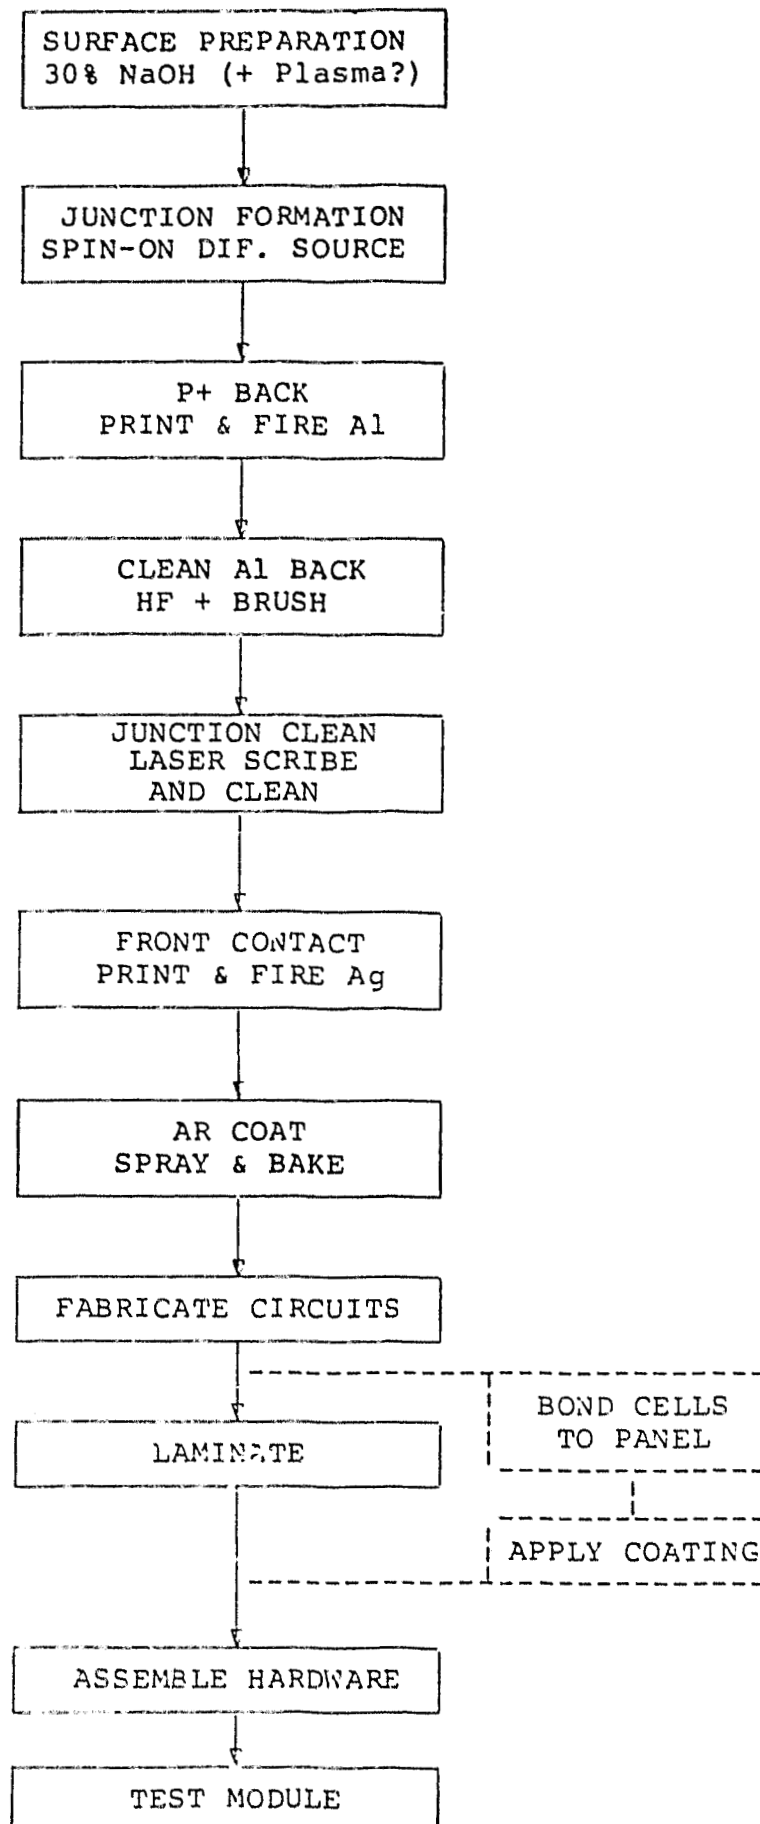 SURFACE PREPARATION
30% NaOH (+ Plasma?)
JUNCTION FORMATION
SPIN-ON DIF. SOURCE
P+ BACK
PRINT & FIRE Al
CLEAN Al BACK
HF + BRUSH
JUNCTION CLEAN
LASER SCRIBE
AND CLEAN
FRONT CONTACT
PRINT & FIRE Ag
AR COAT
SPRAY & BAKE
FABRICATE CIRCUITS
BOND CELLS
TO PANEL
LAMINATE
APPLY COATING
ASSEMBLE HARDWARE
TEST MODULE